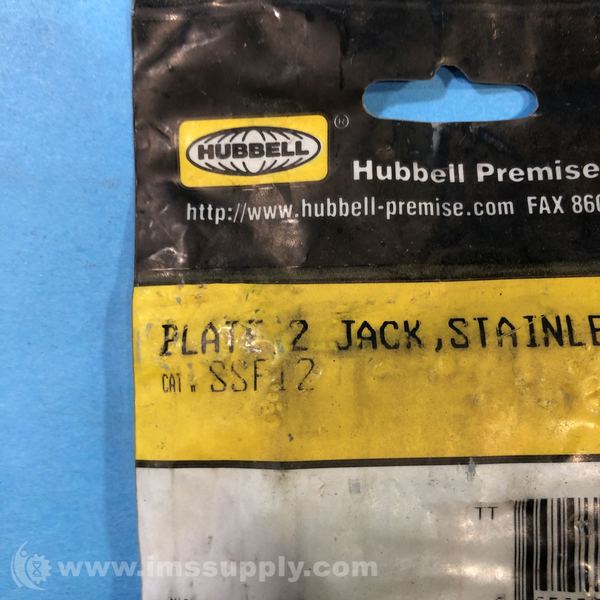 HUBBELL ®
Hubbell Premise
http://www.hubbell-premise.com FAX 860
PLATE, 2 JACK, STAINLE
CAT # SSF12
TT
www.imssupply.com